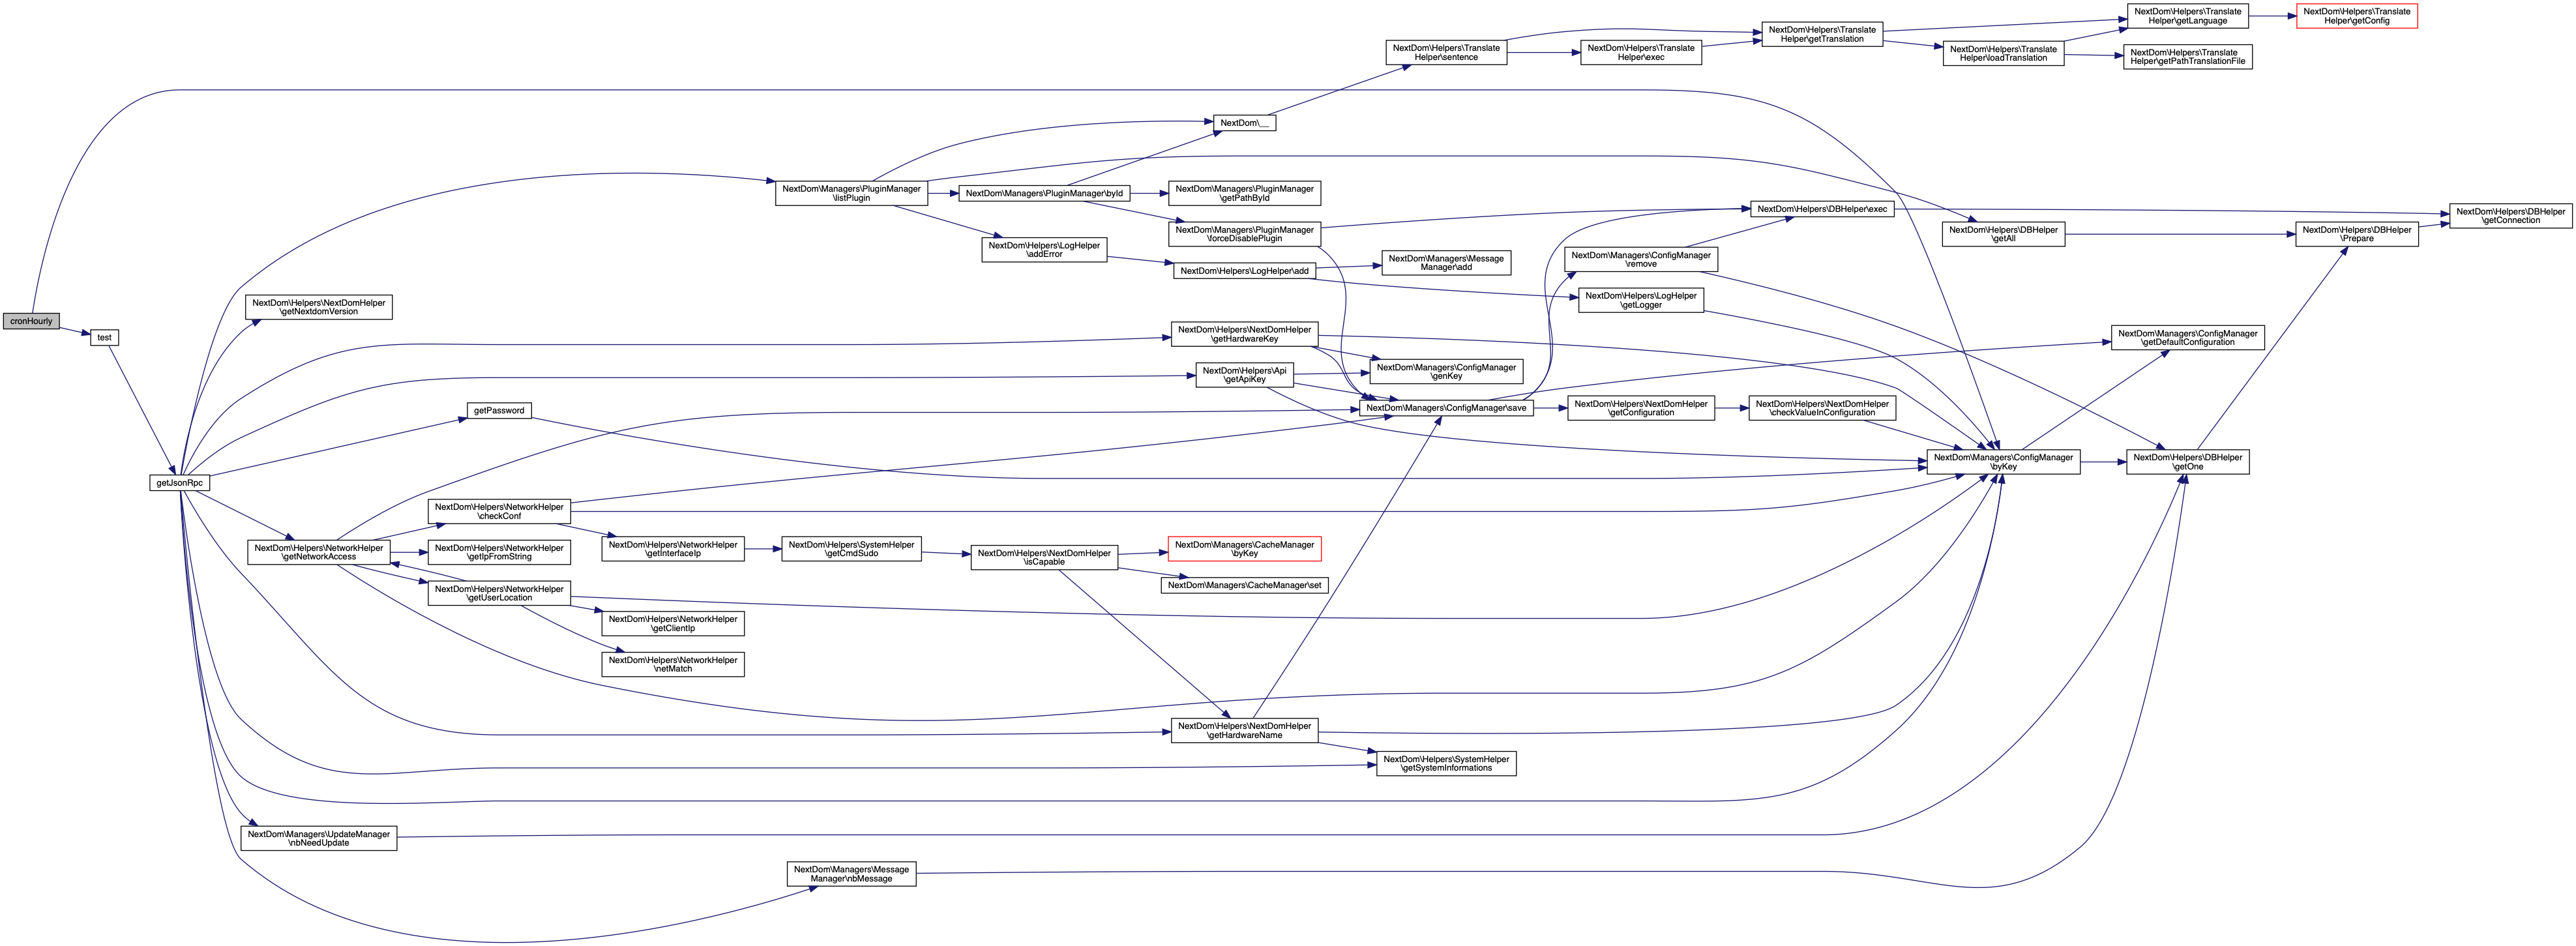 cronHourly
test
getJsonRpc
NextDom\Helpers\NextDomHelper
\getNextdomVersion
getPassword
NextDom\Helpers\NetworkHelper
\getNetworkAccess
NextDom\Managers\UpdateManager
\nbNeedUpdate
NextDom\Helpers\NetworkHelper
\checkConf
NextDom\Helpers\NetworkHelper
\getIpFromString
NextDom\Helpers\NetworkHelper
\getUserLocation
NextDom\Helpers\NetworkHelper
\getInterfaceIp
NextDom\Helpers\NetworkHelper
\getClientIp
NextDom\Helpers\NetworkHelper
\netMatch
NextDom\Managers\PluginManager
\listPlugin
NextDom\Helpers\SystemHelper
\getCmdSudo
NextDom\Managers\Message
Manager\nbMessage
NextDom\Managers\PluginManager\byId
NextDom\Helpers\LogHelper
\addError
NextDom\Helpers\NextDomHelper
\isCapable
NextDom\__
NextDom\Managers\PluginManager
\getPathById
NextDom\Managers\PluginManager
\forceDisablePlugin
NextDom\Helpers\LogHelper\add
NextDom\Helpers\NextDomHelper
\getHardwareKey
NextDom\Helpers\Api
\getApiKey
NextDom\Managers\CacheManager
\byKey
NextDom\Managers\CacheManager\set
NextDom\Helpers\NextDomHelper
\getHardwareName
NextDom\Helpers\Translate
Helper\sentence
NextDom\Managers\Message
Manager\add
NextDom\Managers\ConfigManager
\genKey
NextDom\Managers\ConfigManager\save
NextDom\Helpers\SystemHelper
\getSystemInformations
NextDom\Helpers\Translate
Helper\exec
NextDom\Managers\ConfigManager
\remove
NextDom\Helpers\LogHelper
\getLogger
NextDom\Helpers\NextDomHelper
\getConfiguration
NextDom\Helpers\Translate
Helper\getTranslation
NextDom\Helpers\DBHelper\exec
NextDom\Helpers\NextDomHelper
\checkValueInConfiguration
NextDom\Helpers\Translate
Helper\loadTranslation
NextDom\Helpers\DBHelper
\getAll
NextDom\Managers\ConfigManager
\byKey
NextDom\Helpers\Translate
Helper\getLanguage
NextDom\Helpers\Translate
Helper\getPathTranslationFile
NextDom\Managers\ConfigManager
\getDefaultConfiguration
NextDom\Helpers\DBHelper
\getOne
NextDom\Helpers\Translate
Helper\getConfig
NextDom\Helpers\DBHelper
\Prepare
NextDom\Helpers\DBHelper
\getConnection